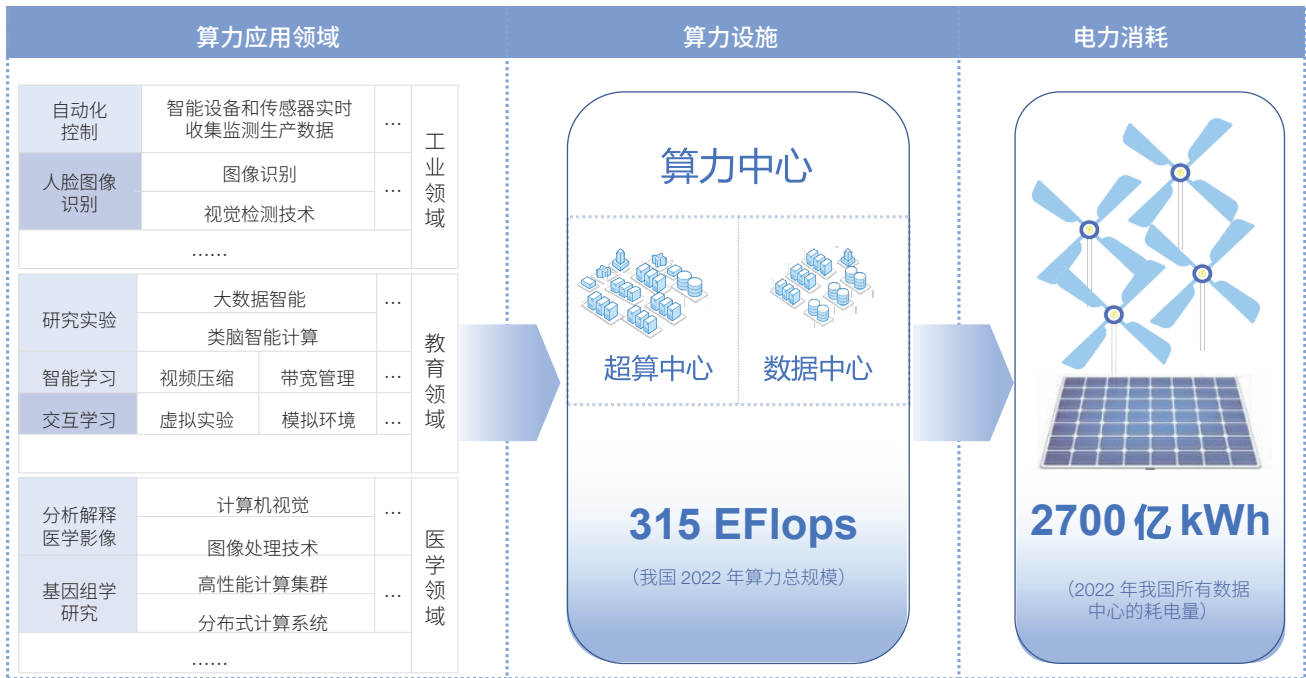 算力应用领域
算力设施
电力消耗
自动化
控制
智能设备和传感器实时
收集监测生产数据
…
人脸图像
识别
图像识别
视觉检测技术
…
……
工业领域
研究实验
大数据智能
类脑智能计算
…
智能学习
视频压缩
带宽管理
…
交互学习
虚拟实验
模拟环境
…
教育领域
分析解释
医学影像
计算机视觉
图像处理技术
…
基因组学
研究
高性能计算集群
分布式计算系统
…
……
医学领域
算力中心
超算中心
数据中心
315 EFlops
（我国 2022 年算力总规模）
2700 亿 kWh
（2022 年我国所有数据
中心的耗电量）